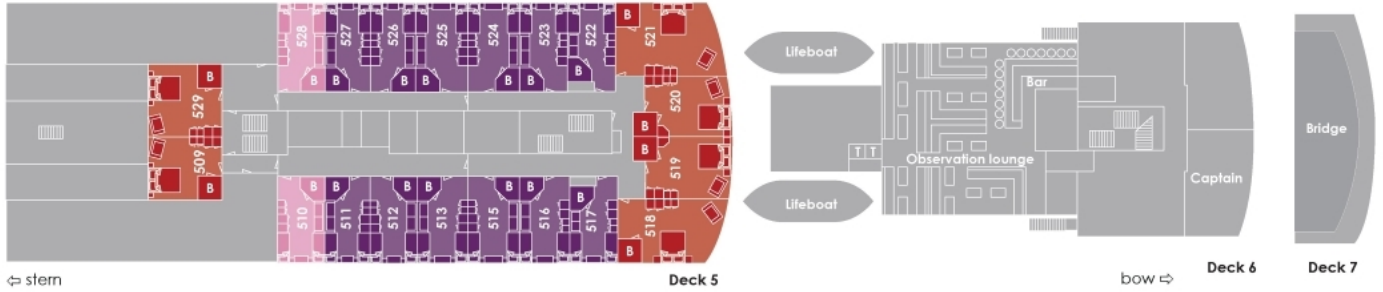 528
527
526
525
524
523
522
521
B
B
B
B
B
B
B
B
529
B
520
B
B
519
509
B
B
B
B
B
B
B
B
510
511
512
513
515
516
517
518
B
Lifeboat
Bar
T T
Observation lounge
Captain
Lifeboat
Bridge
⇦ stern
Deck 5
bow ⇨
Deck 6
Deck 7